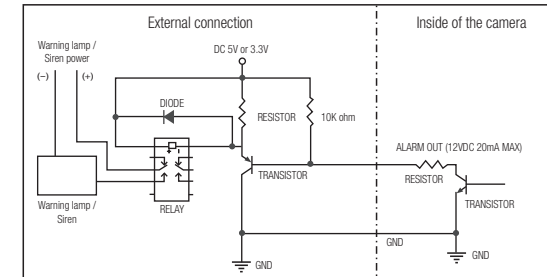 External connection
Inside of the camera
Warning lamp /
Siren power
(−)
(+)
DC 5V or 3.3V
DIODE
RESISTOR
10K ohm
ALARM OUT (12VDC 20mA MAX)
TRANSISTOR
RESISTOR
TRANSISTOR
RELAY
Warning lamp /
Siren
GND
GND
GND